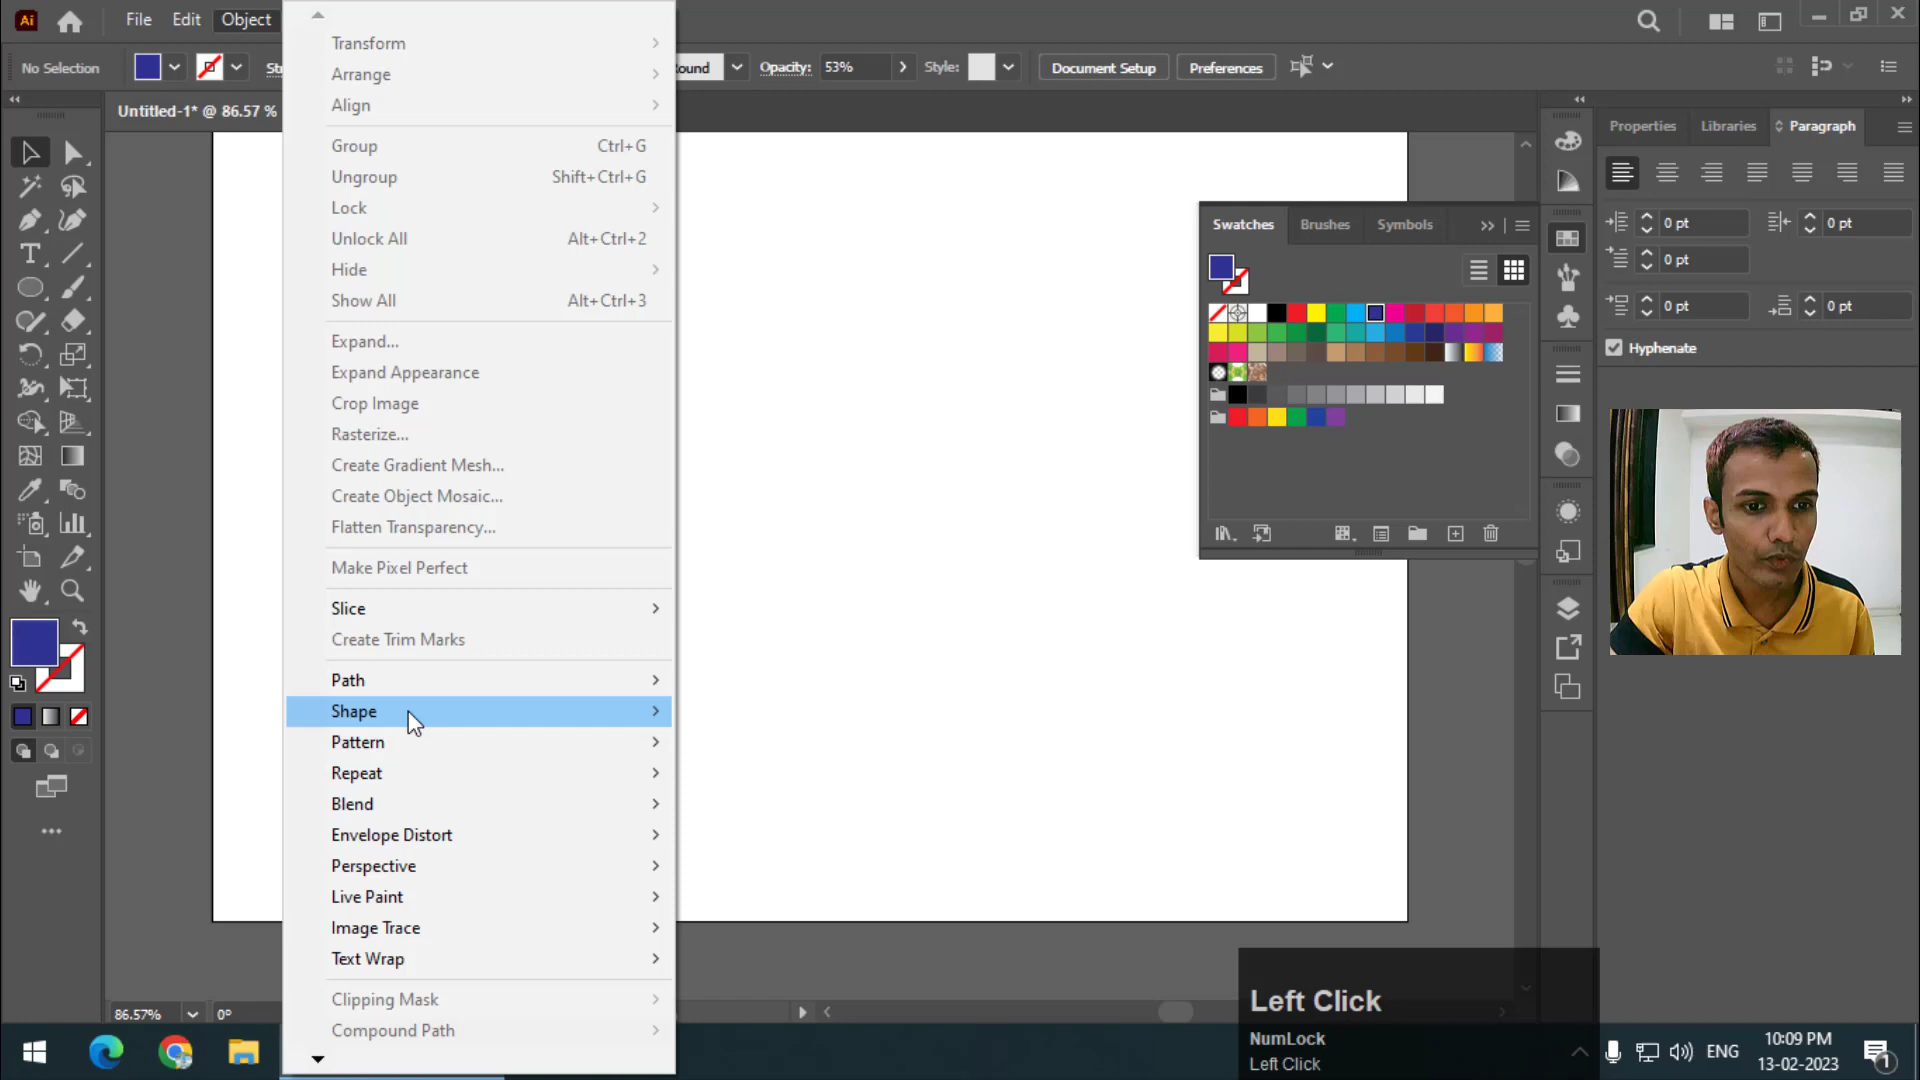 Ai File Edit Object
No Selection
Opacity: 53% Style: Document Setup Preferences
Untitled-1* @ 86.57 %
Transform
Arrange
Align
Group Ctrl+G
Ungroup Shift+Ctrl+G
Lock
Unlock All Alt+Ctrl+2
Hide
Show All Alt+Ctrl+3
Expand...
Expand Appearance
Crop Image
Rasterize...
Create Gradient Mesh...
Create Object Mosaic...
Flatten Transparency...
Make Pixel Perfect
Slice
Create Trim Marks
Path
Shape
Pattern
Repeat
Blend
Envelope Distort
Perspective
Live Paint
Image Trace
Text Wrap
Clipping Mask
Compound Path
Swatches Brushes Symbols
Properties Libraries Paragraph
0 pt 0 pt
0 pt
0 pt 0 pt
Hyphenate
86.57% 0°
Left Click
NumLock
Left Click
ENG
10:09 PM
13-02-2023
1